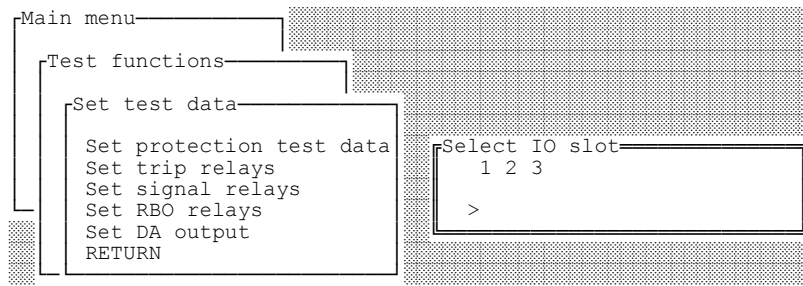 Main menu
Test functions
Set test data
Set protection test data
Set trip relays
Set signal relays
Set RBO relays
Set DA output
RETURN
Select IO slot
1 2 3
>